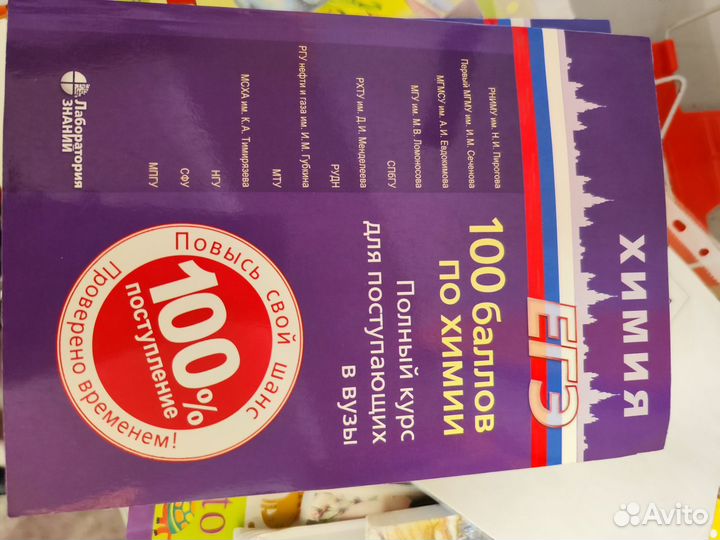 ХИМИЯ
ЕГЭ
РНИМУ им. Н.И. Пирогова
Первый МГМУ им. И.М. Сеченова
МГМСУ им. А.И. Евдокимова
МГУ им. М.В. Ломоносова
СПбГУ
РХТУ им. Д.И. Менделеева
РУДН
РГУ нефти и газа им. И.М. Губкина
МТУ
НГУ
МСХА им. К.А. Тимирязева
СФУ
МПГУ
100 баллов
по химии
Полный курс
для поступающих
в вузы
Повысь свой шанс
100%
поступление
Проверено временем!
Лаборатория
ЗНАНИЙ
to
Avito